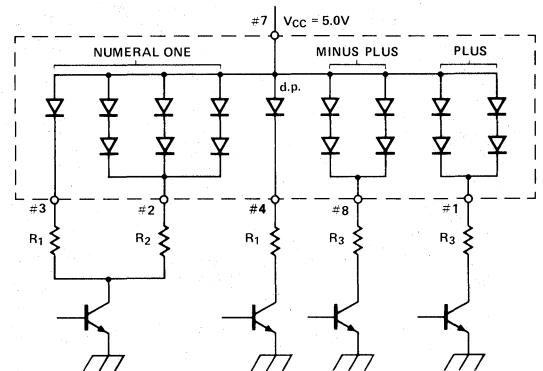 #7 VCC = 5.0V
NUMERAL ONE MINUS PLUS PLUS
d.p.
#3 #2 #4 #8 #1
R1 R2 R1 R3 R3